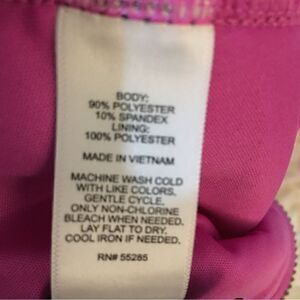 BODY:
90% POLYESTER
10% SPANDEX
LINING:
100% POLYESTER
MADE IN VIETNAM
MACHINE WASH COLD
WITH LIKE COLORS,
GENTLE CYCLE,
ONLY NON-CHLORINE
BLEACH WHEN NEEDED.
LAY FLAT TO DRY.
COOL IRON IF NEEDED.
RN# 55285